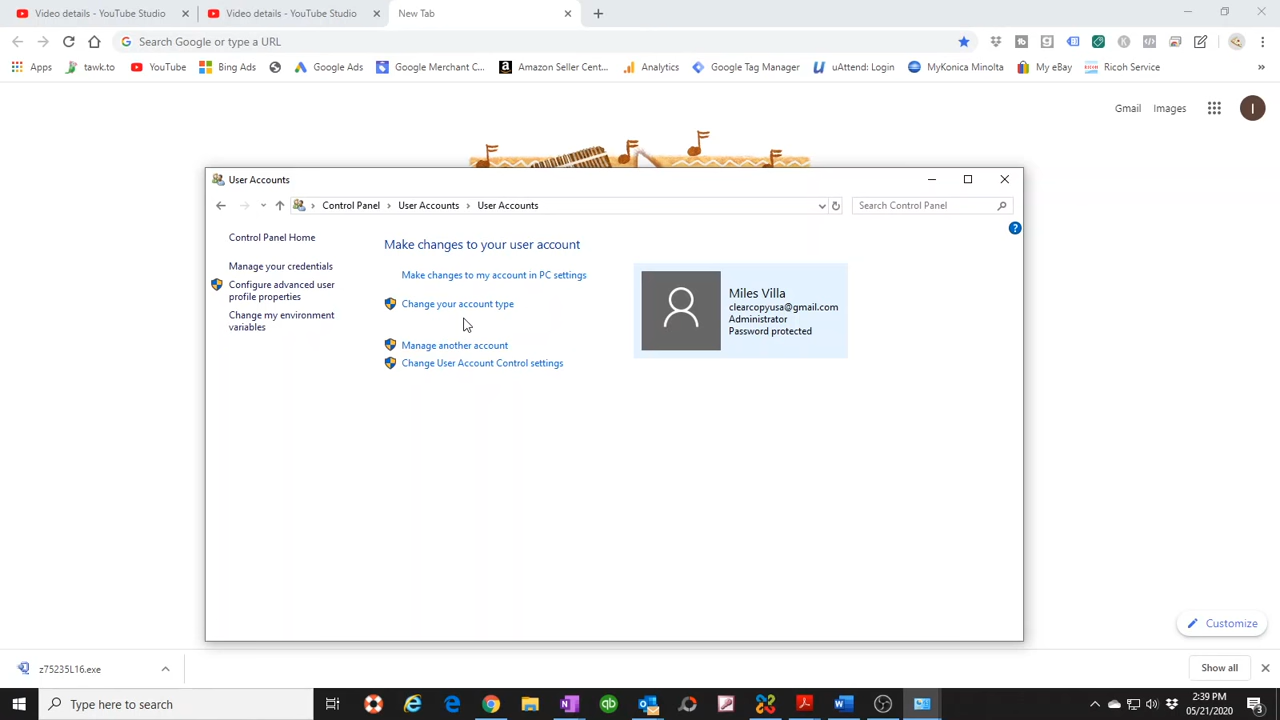 Video details - YouTube Studio
Video details - YouTube Studio
New Tab
Search Google or type a URL
Apps
tawk.to
YouTube
Bing Ads
Google Ads
Google Merchant C...
Amazon Seller Cent...
Analytics
Google Tag Manager
uAttend: Login
MyKonica Minolta
My eBay
Ricoh Service
»
Gmail
Images
I
User Accounts
Control Panel > User Accounts > User Accounts
Search Control Panel
Control Panel Home
Manage your credentials
Configure advanced user
profile properties
Change my environment
variables
Make changes to your user account
Make changes to my account in PC settings
Change your account type
Manage another account
Change User Account Control settings
Miles Villa
clearcopyusa@gmail.com
Administrator
Password protected
Customize
z75235L16.exe
Show all
Type here to search
2:39 PM
05/21/2020
3